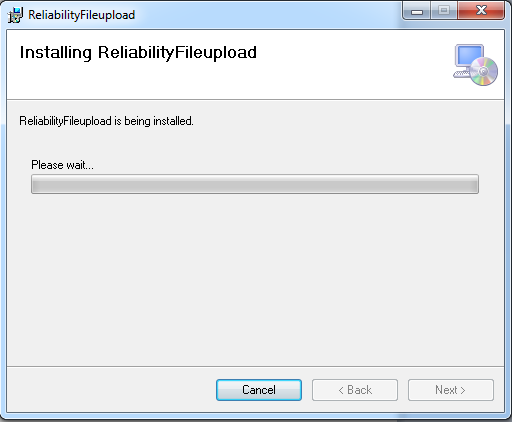 ReliabilityFileupload
Installing ReliabilityFileupload
ReliabilityFileupload is being installed.
Please wait...
Cancel
< Back
Next >